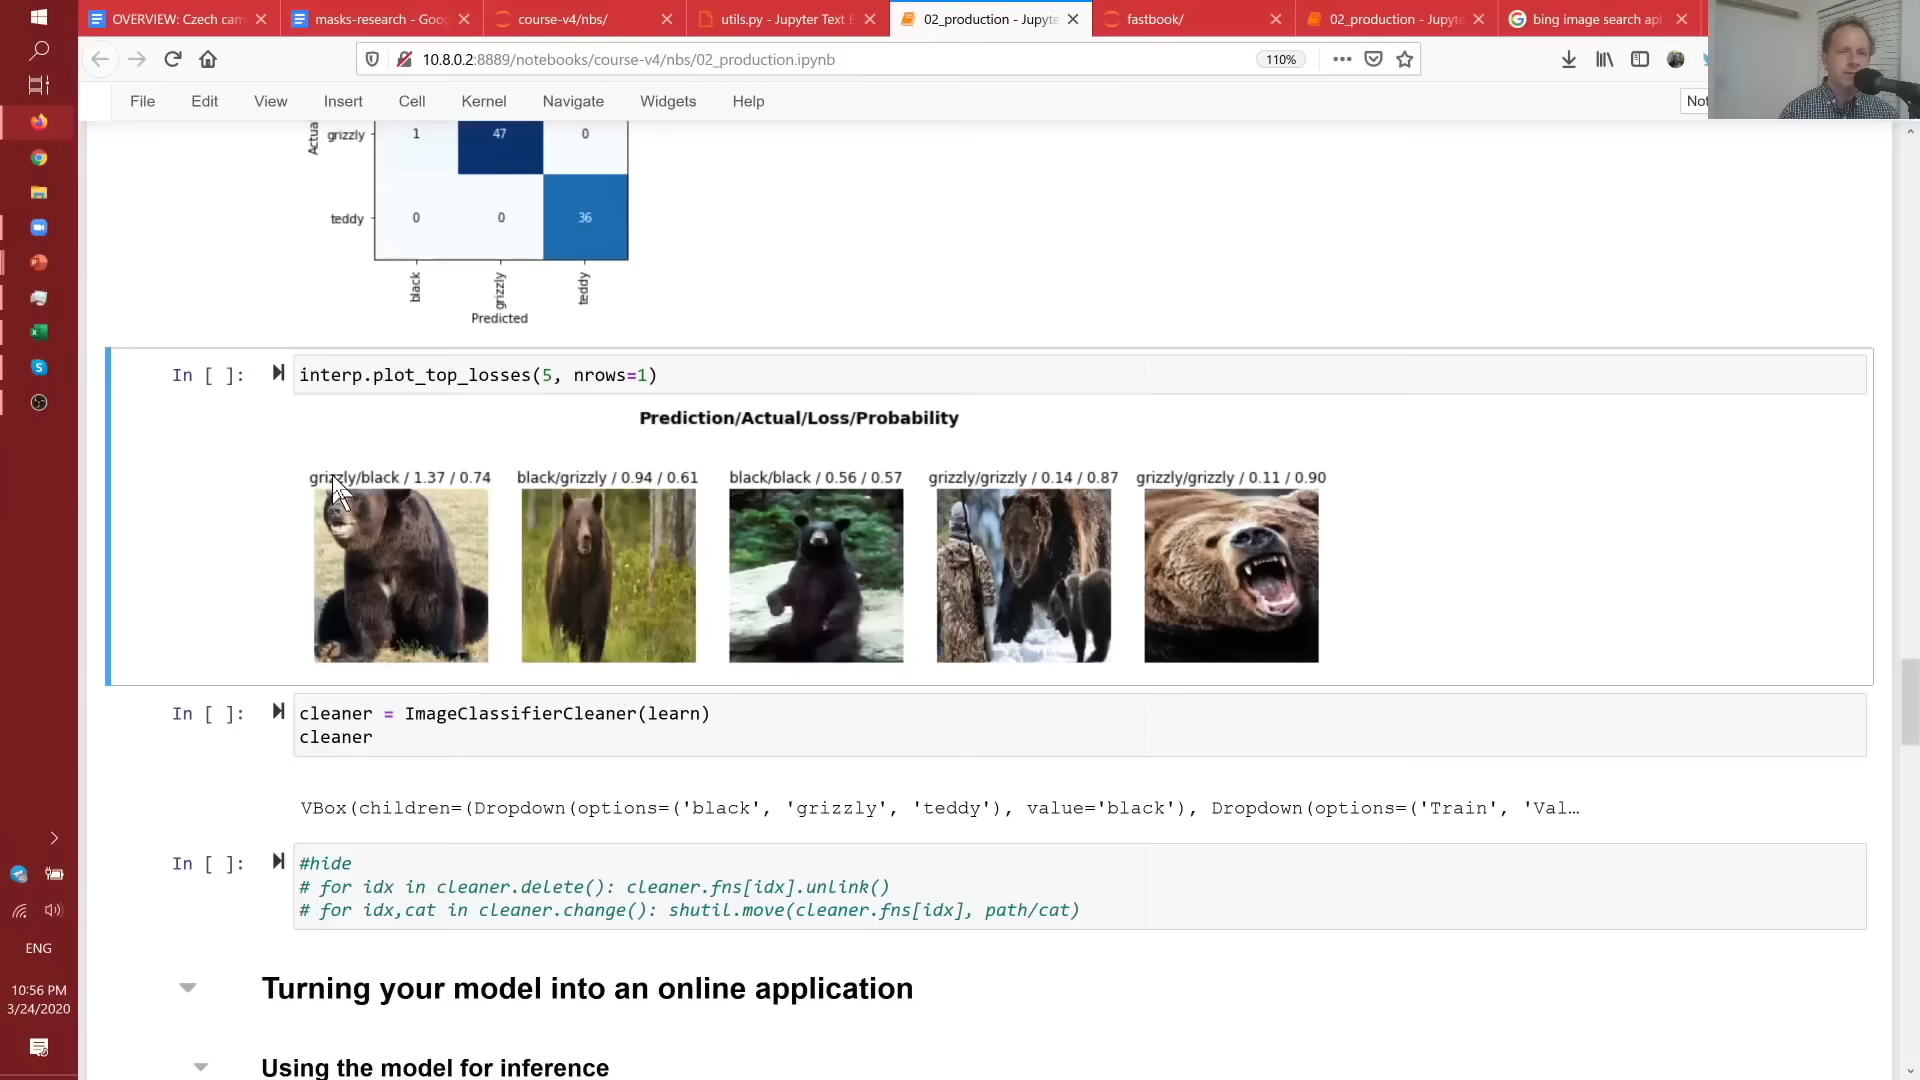 OVERVIEW: Czech cam
masks-research - Goo
course-v4/nbs/
utils.py - Jupyter Text E
02_production - Jupyte
fastbook/
02_production - Jupyte
bing image search api
10.8.0.2:8889/notebooks/course-v4/nbs/02_production.ipynb
110%
File Edit View Insert Cell Kernel Navigate Widgets Help
Not
Actua
grizzly 1 47 0
teddy 0 0 36
black grizzly teddy
Predicted
In [ ]: interp.plot_top_losses(5, nrows=1)
Prediction/Actual/Loss/Probability
grizzly/black / 1.37 / 0.74
black/grizzly / 0.94 / 0.61
black/black / 0.56 / 0.57
grizzly/grizzly / 0.14 / 0.87
grizzly/grizzly / 0.11 / 0.90
In [ ]: cleaner = ImageClassifierCleaner(learn)
cleaner
VBox(children=(Dropdown(options=('black', 'grizzly', 'teddy'), value='black'), Dropdown(options=('Train', 'Val…
In [ ]: #hide
# for idx in cleaner.delete(): cleaner.fns[idx].unlink()
# for idx,cat in cleaner.change(): shutil.move(cleaner.fns[idx], path/cat)
Turning your model into an online application
Using the model for inference
ENG
10:56 PM
3/24/2020